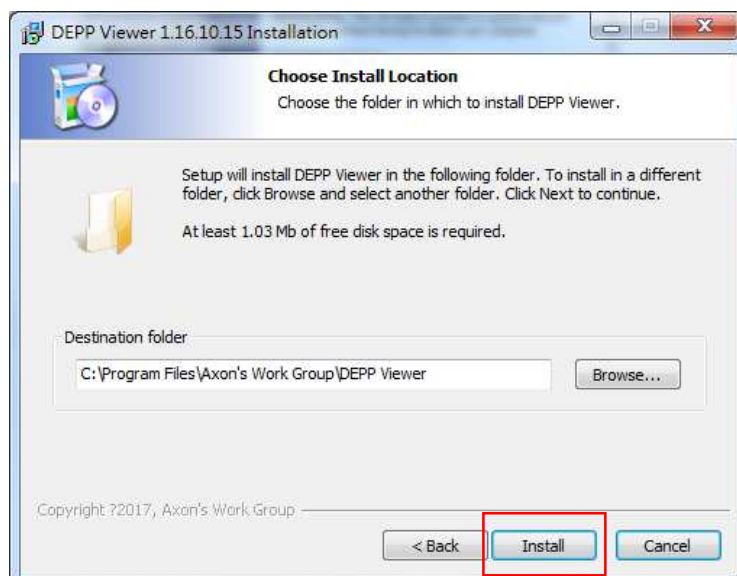 DEPP Viewer 1.16.10.15 Installation
Choose Install Location
Choose the folder in which to install DEPP Viewer.
Setup will install DEPP Viewer in the following folder. To install in a different
folder, click Browse and select another folder. Click Next to continue.
At least 1.03 Mb of free disk space is required.
Destination folder
C:\Program Files\Axon's Work Group\DEPP Viewer
Browse...
Copyright ?2017, Axon's Work Group
< Back
Install
Cancel